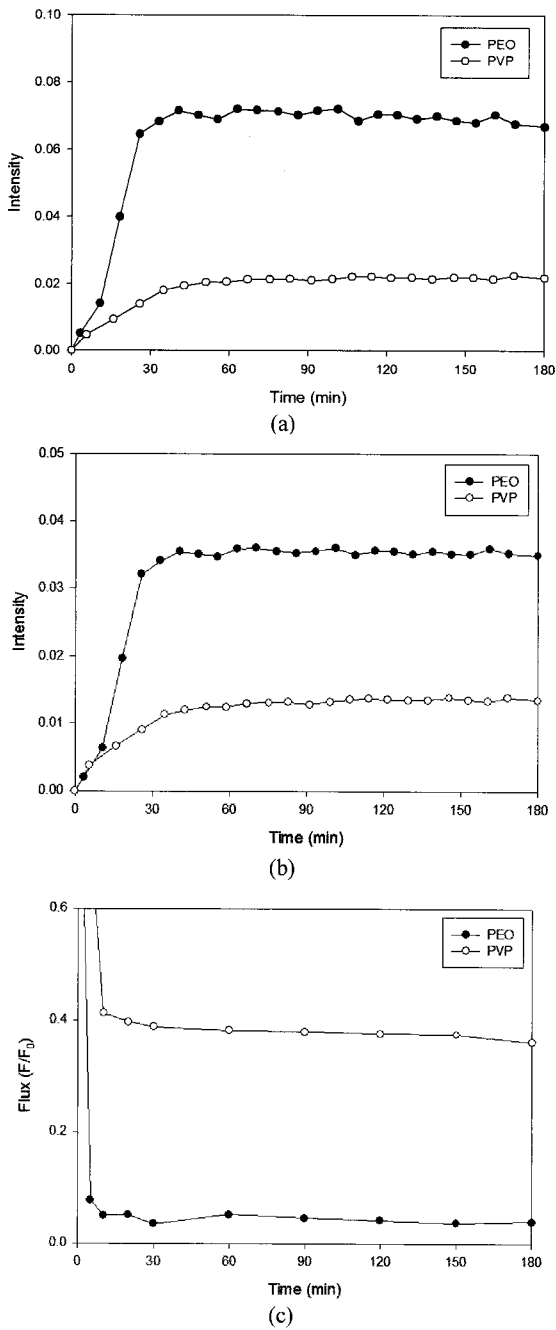 0.10
PEO
PVP
0.08
0.06
Intensity
0.04
0.02
0.00
0 30 60 90 120 150 180
Time (min)
(a)
0.05
PEO
PVP
0.04
0.03
Intensity
0.02
0.01
0.00
0 30 60 90 120 150 180
Time (min)
(b)
0.6
PEO
PVP
0.4
Flux (F/F₀)
0.2
0.0
0 30 60 90 120 150 180
Time (min)
(c)